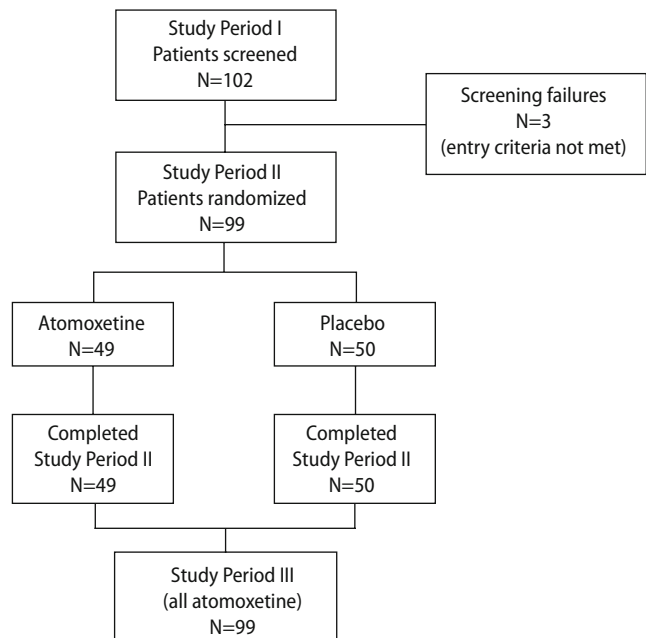 Study Period I
Patients screened
N=102
Screening failures
N=3
(entry criteria not met)
Study Period II
Patients randomized
N=99
Atomoxetine
N=49
Placebo
N=50
Completed
Study Period II
N=49
Completed
Study Period II
N=50
Study Period III
(all atomoxetine)
N=99